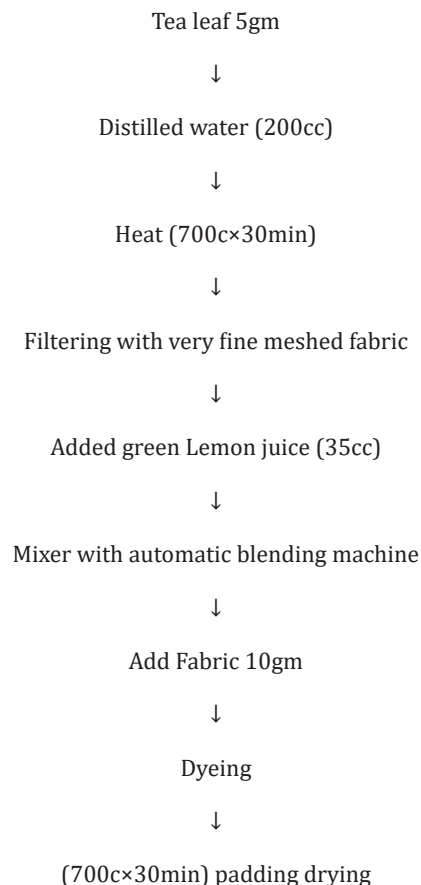 Tea leaf 5gm
↓
Distilled water (200cc)
↓
Heat (700c×30min)
↓
Filtering with very fine meshed fabric
↓
Added green Lemon juice (35cc)
↓
Mixer with automatic blending machine
↓
Add Fabric 10gm
↓
Dyeing
↓
(700c×30min) padding drying